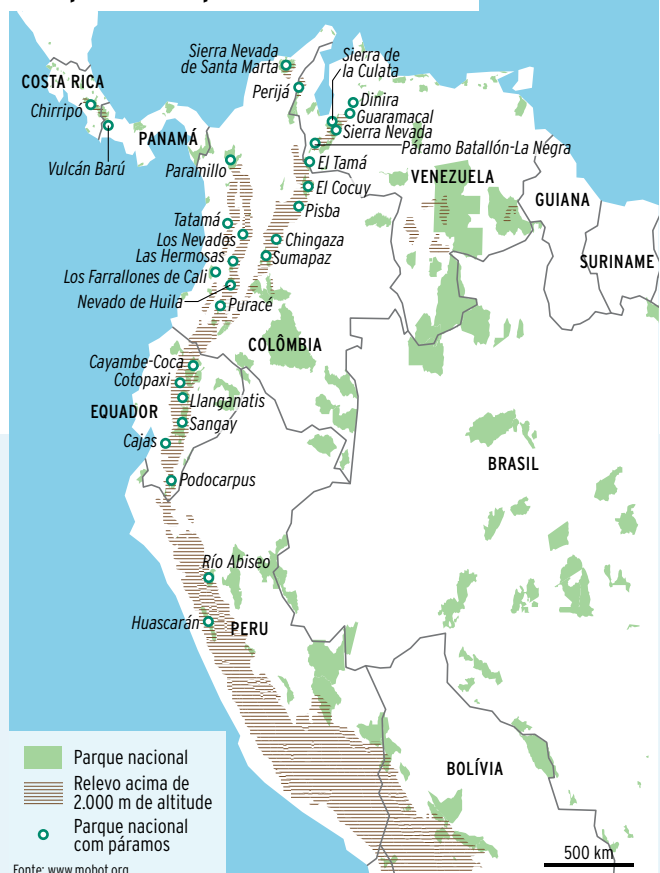 Sierra Nevada
de Santa Marta
Sierra de
la Culata
COSTA RICA
Perijá
Dinira
Guaramacal
Chirripó
Sierra Nevada
PANAMÁ
Páramo Batallón-La Negra
Vulcán Barú
Paramillo
El Tamá
VENEZUELA
El Cocuy
GUIANA
Pisba
Tatamá
Los Nevados
Chingaza
Las Hermosas
Sumapaz
SURINAME
Los Farrallones de Cali
Nevado de Huila
Puracé
COLÔMBIA
Cayambe-Coca
Cotopaxi
Llanganatis
EQUADOR
Sangay
Cajas
BRASIL
Podocarpus
Río Abiseo
Huascarán
PERU
Parque nacional
Relevo acima de
2.000 m de altitude
Parque nacional
com páramos
BOLÍVIA
500 km
Fonte: www.mobot.org